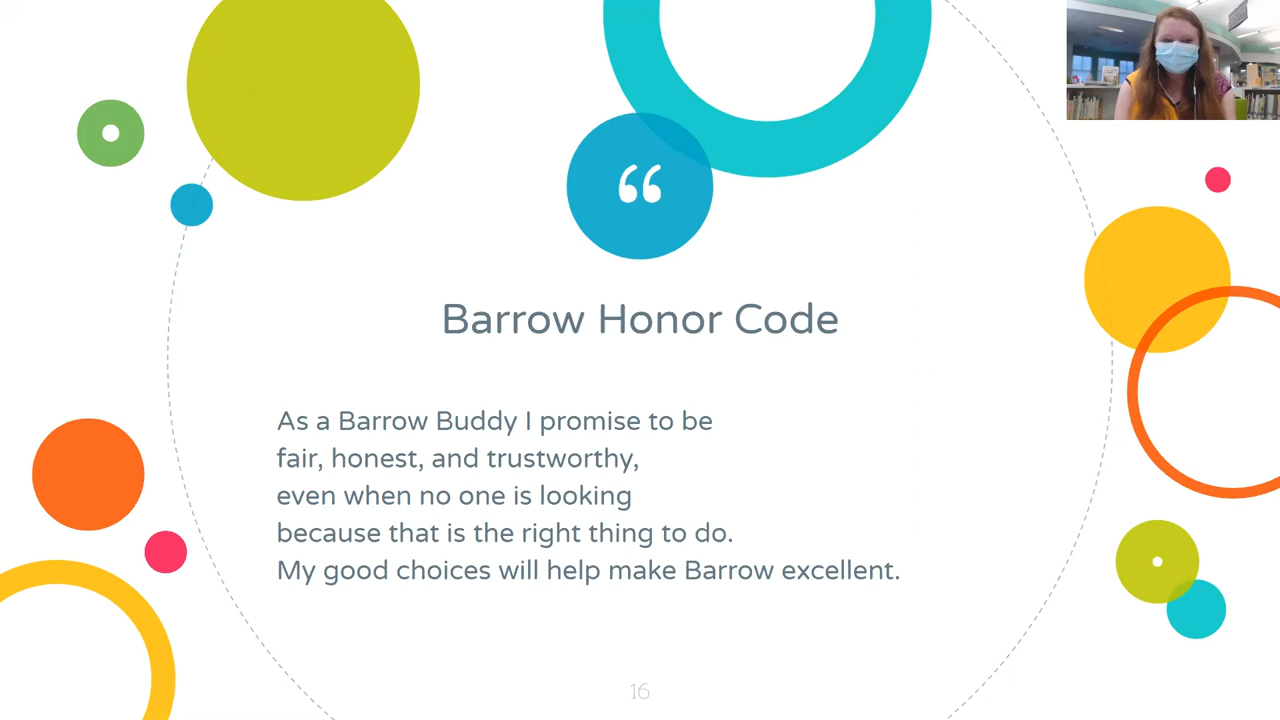 “
Barrow Honor Code
As a Barrow Buddy I promise to be
fair, honest, and trustworthy,
even when no one is looking
because that is the right thing to do.
My good choices will help make Barrow excellent.
16